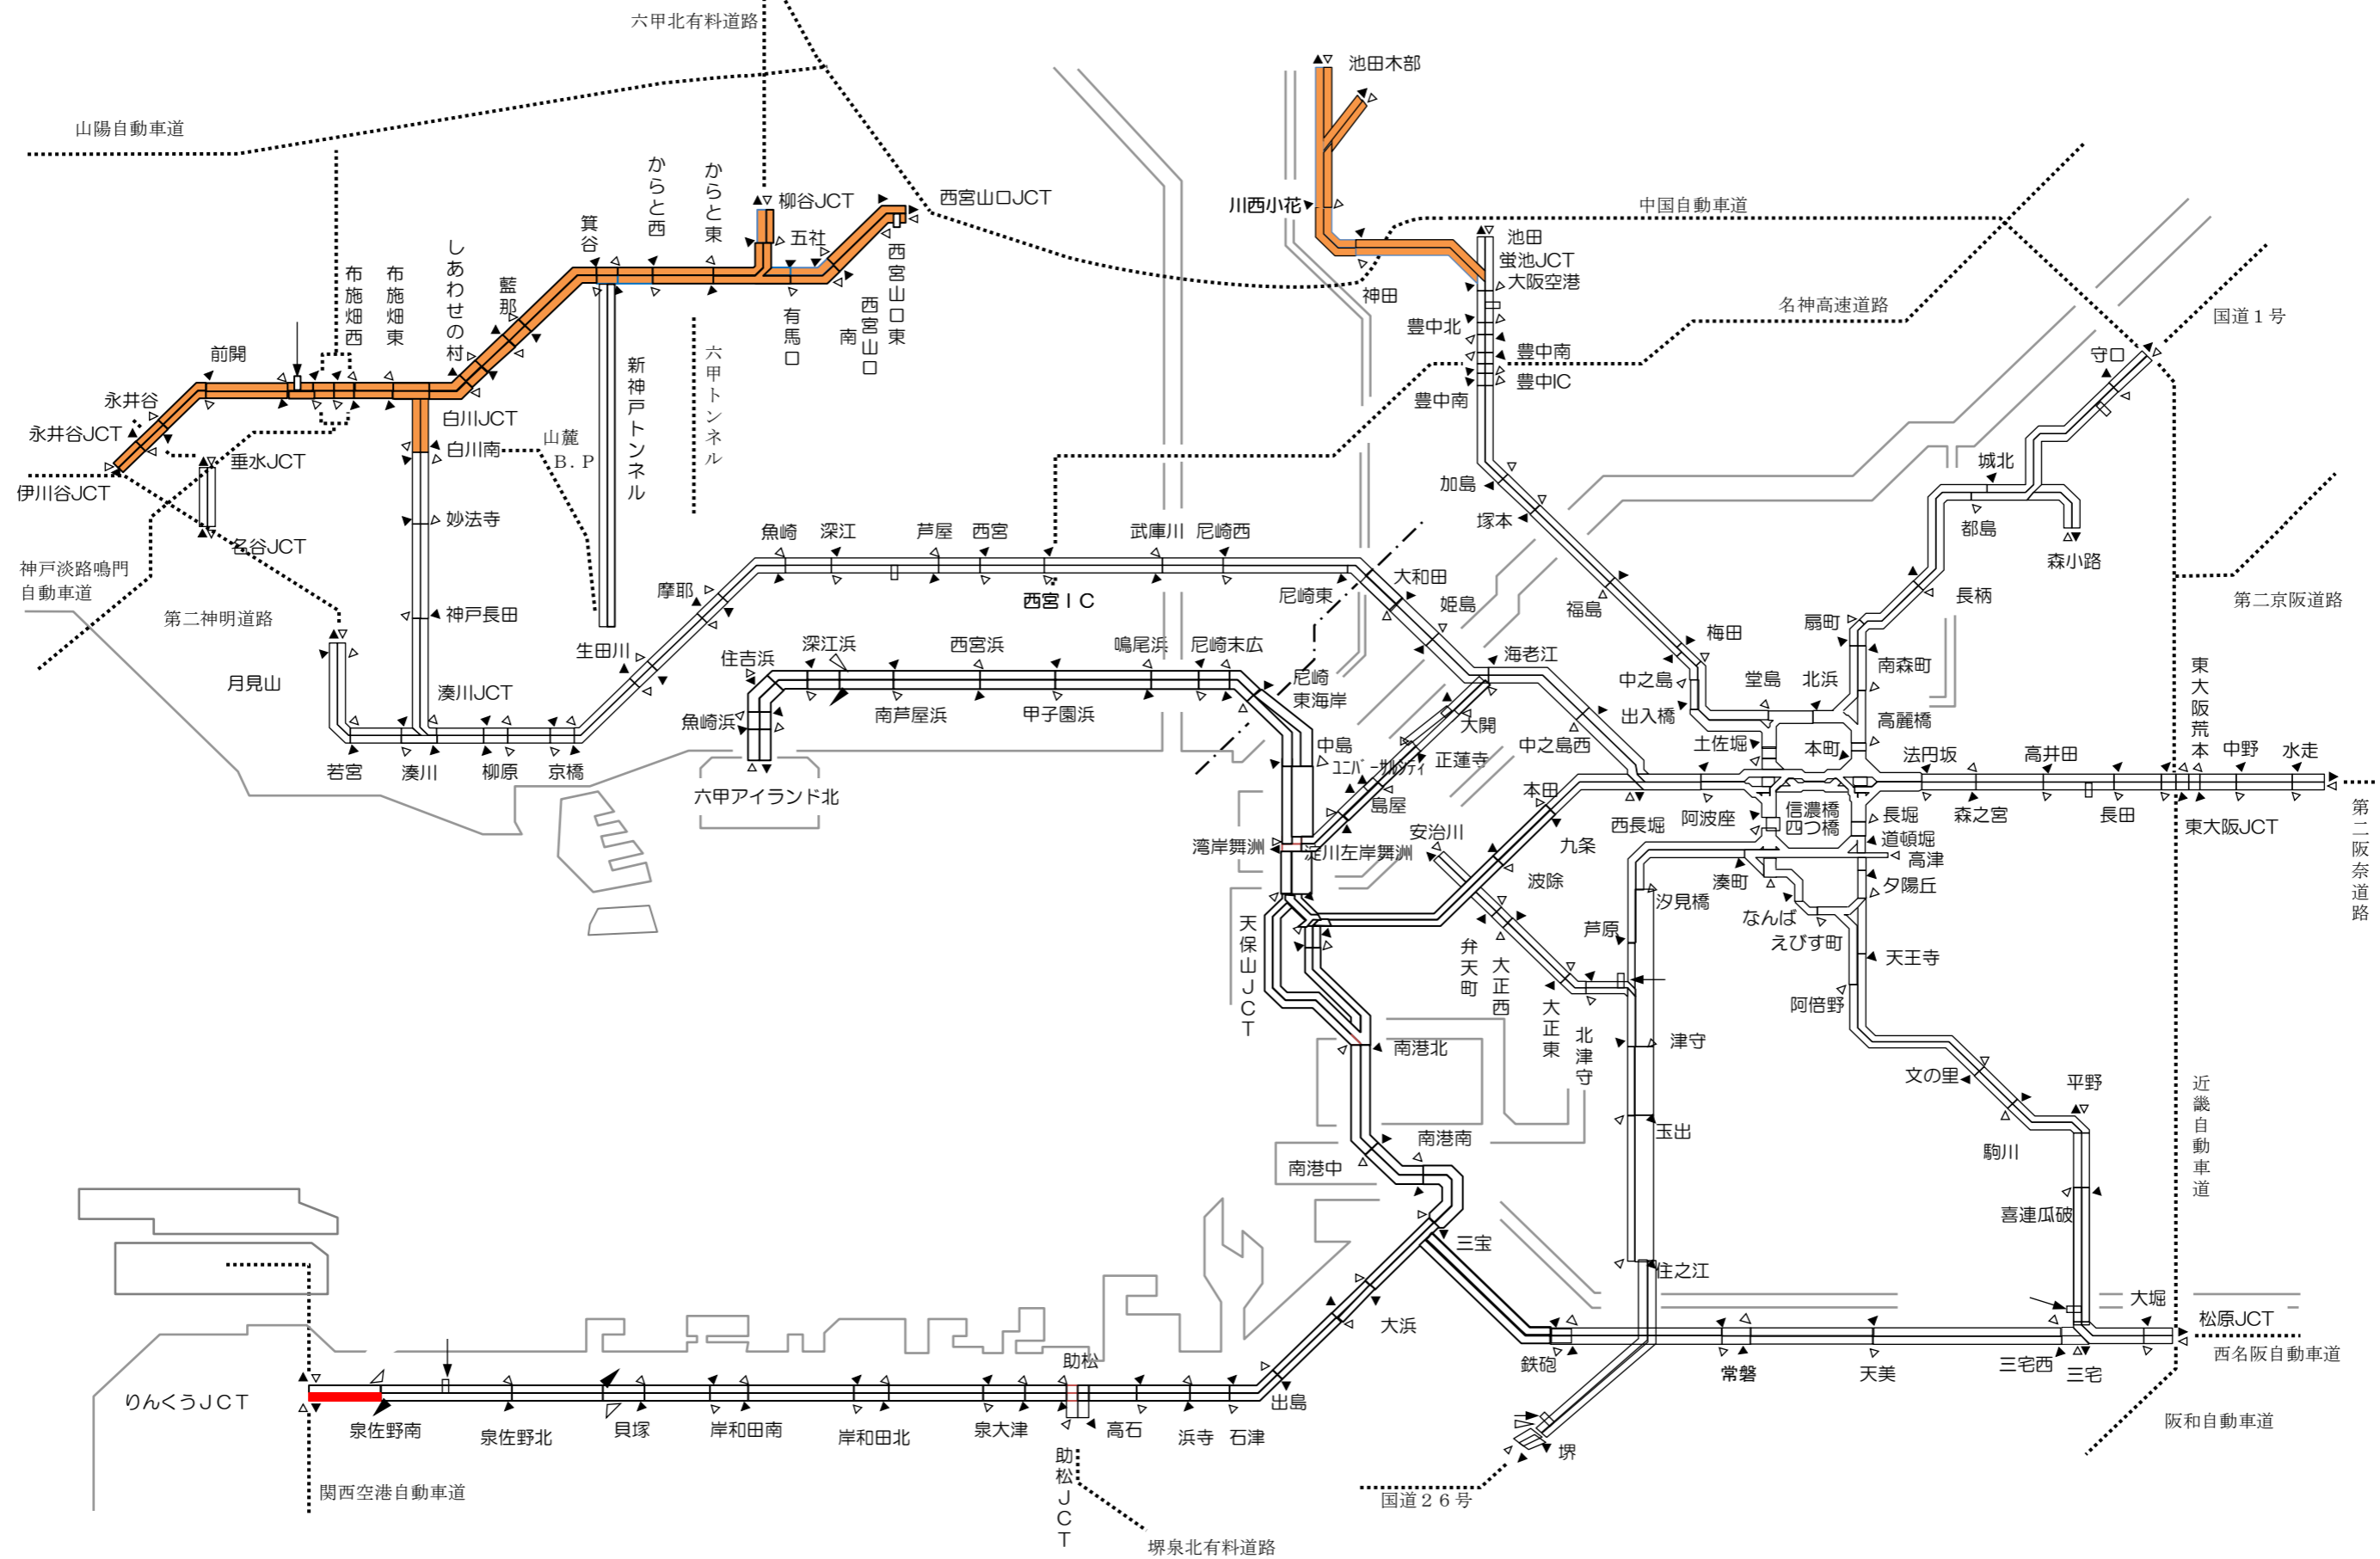 六甲北有料道路
池田木部
山陽自動車道
からと西
からと東
柳谷JCT
西宮山口JCT
川西小花
中国自動車道
箕谷
五社
池田
蛍池JCT
大阪空港
しあわせの村
藍那
布施畑西
布施畑東
有馬口
西宮山口南
西宮山口東
神田
名神高速道路
国道1号
豊中北
前開
新神戸トンネル
六甲トンネル
豊中南
豊中IC
守口
永井谷
豊中南
永井谷JCT
白川JCT
白川南
山麓
B.P
垂水JCT
城北
伊川谷JCT
加島
妙法寺
塚本
都島
魚崎
深江
芦屋
西宮
武庫川
尼崎西
名谷JCT
森小路
神戸淡路鳴門
自動車道
摩耶
尼崎東
大和田
西宮IC
姫島
福島
長柄
第二京阪道路
第二神明道路
神戸長田
扇町
生田川
住吉浜
深江浜
西宮浜
鳴尾浜
尼崎末広
海老江
梅田
南森町
月見山
湊川JCT
尼崎
東海岸
中之島
堂島
北浜
東大阪荒本
魚崎浜
南芦屋浜
甲子園浜
大開
出入橋
高麗橋
中島
正蓮寺
中之島西
土佐堀
本町
法円坂
高井田
中野
水走
若宮
湊川
柳原
京橋
ユニバーサルシティ
六甲アイランド北
島屋
本田
西長堀
阿波座
信濃橋
四つ橋
長堀
森之宮
長田
東大阪JCT
第二阪奈道路
湾岸舞洲
淀川左岸舞洲
安治川
九条
道頓堀
高津
波除
湊町
夕陽丘
汐見橋
天保山JCT
芦原
なんば
えびす町
弁天町
大正西
天王寺
大正東
北津守
阿倍野
南港北
津守
文の里
平野
近畿自動車道
南港中
南港南
玉出
駒川
喜連瓜破
三宝
住之江
大浜
大堀
松原JCT
西名阪自動車道
りんくうJCT
助松
出島
鉄砲
常磐
天美
三宅西
三宅
泉佐野南
泉佐野北
貝塚
岸和田南
岸和田北
泉大津
高石
浜寺
石津
阪和自動車道
堺
助松JCT
関西空港自動車道
国道26号
堺泉北有料道路